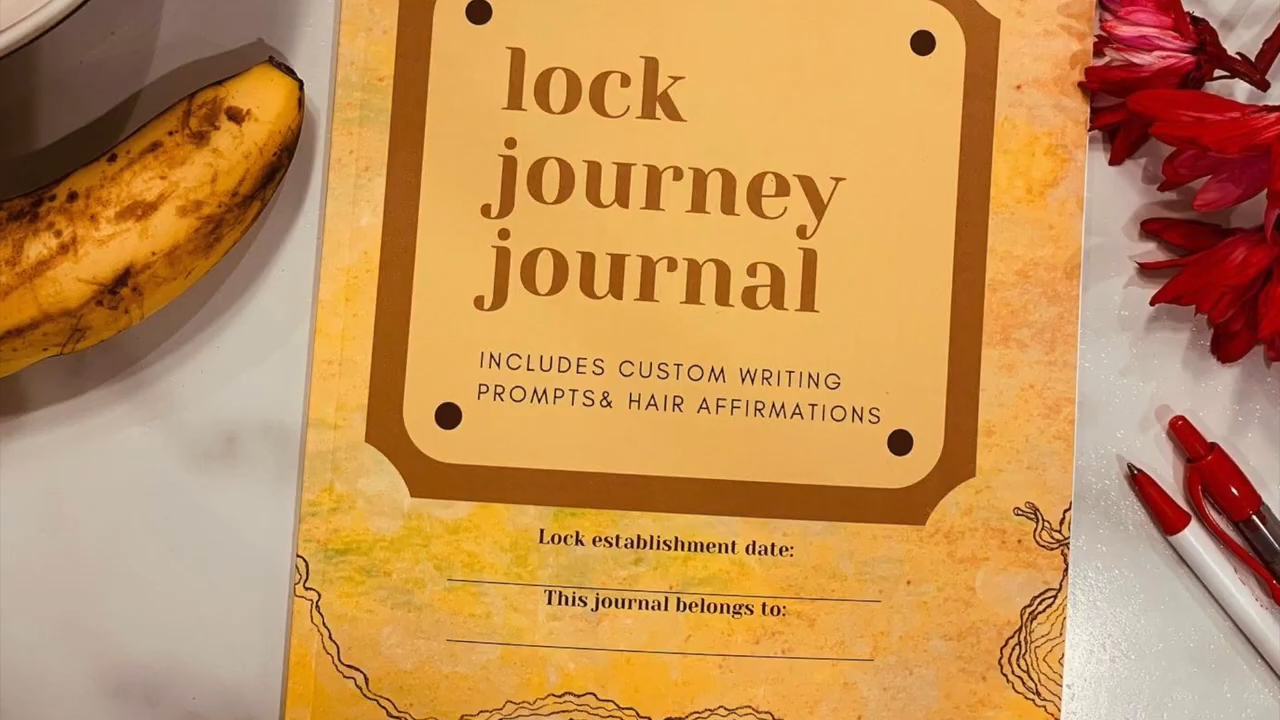 lock
journey
journal
INCLUDES CUSTOM WRITING
PROMPTS& HAIR AFFIRMATIONS
Lock establishment date:
This journal belongs to: